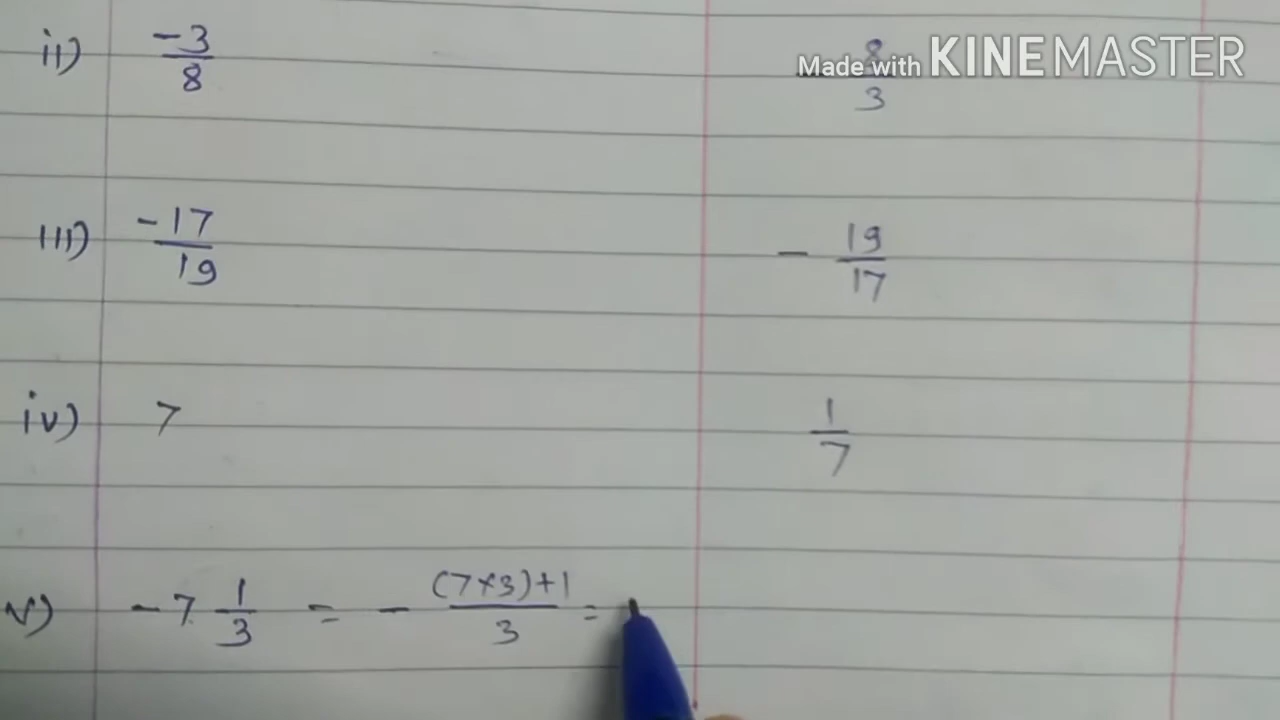 ii) -3/8 8/3
Made with KINEMASTER
iii) -17/19 - 19/17
iv) 7 1/7
v) -7 1/3 = - (7×3)+1/3 =